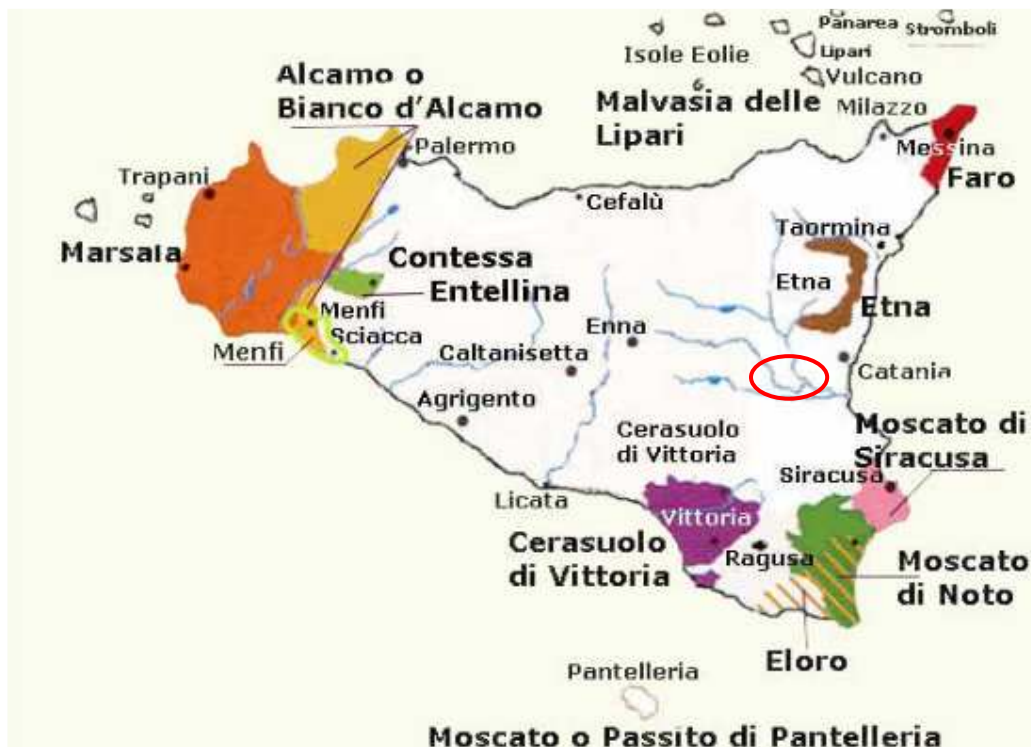 Panarea
Stromboli
Isole Eolie
Lipari
Alcamo o
Bianco d'Alcamo
Vulcano
Malvasia delle
Lipari
Milazzo
Palermo
Messina
Trapani
Faro
Cefalù
Taormina
Marsala
Contessa
Entellina
Etna
Etna
Menfi
Sciacca
Enna
Menfi
Caltanisetta
Catania
Agrigento
Moscato di
Siracusa
Cerasuolo
di Vittoria
Siracusa
Licata
Vittoria
Cerasuolo
di Vittoria
Ragusa
Moscato
di Noto
Eloro
Pantelleria
Moscato o Passito di Pantelleria